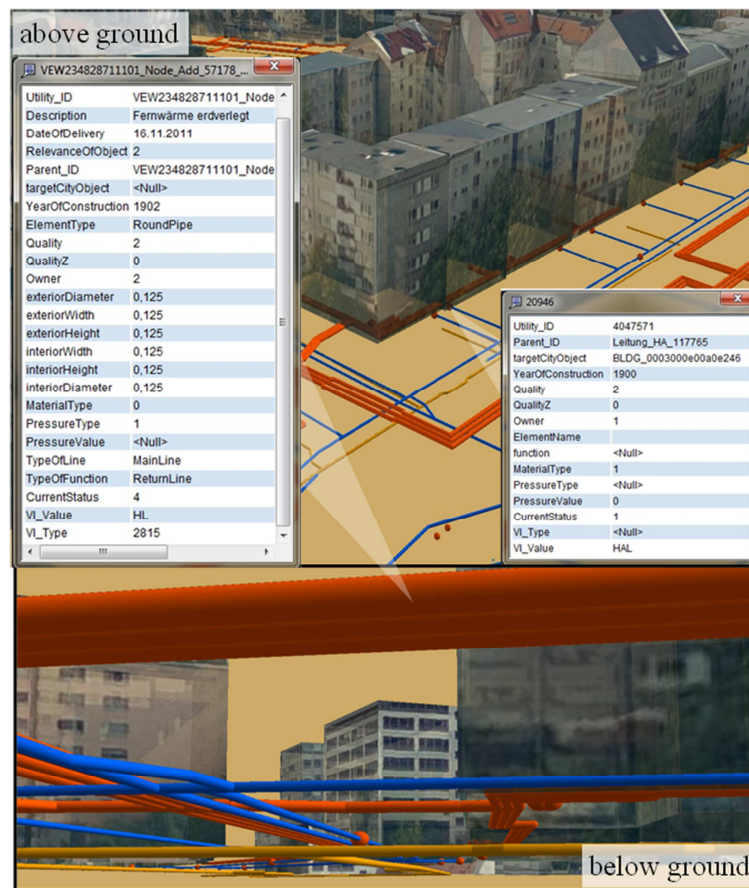 above ground
VEW234828711101_Node_Add_57178_...
Utility_ID VEW234828711101_Node
Description Fernwärme erdverlegt
DateOfDelivery 16.11.2011
RelevanceOfObject 2
Parent_ID VEW234828711101_Node
targetCityObject <Null>
YearOfConstruction 1902
ElementType RoundPipe
Quality 2
QualityZ 0
Owner 2
exteriorDiameter 0,125
exteriorWidth 0,125
exteriorHeight 0,125
interiorWidth 0,125
interiorHeight 0,125
interiorDiameter 0,125
MaterialType 0
PressureType 1
PressureValue <Null>
TypeOfLine MainLine
TypeOfFunction ReturnLine
CurrentStatus 4
VI_Value HL
VI_Type 2815
20946
Utility_ID 4047571
Parent_ID Leitung_HA_117765
targetCityObject BLDG_0003000e00a0e246
YearOfConstruction 1900
Quality 2
QualityZ 0
Owner 1
ElementName
function <Null>
MaterialType 1
PressureType <Null>
PressureValue 0
CurrentStatus 1
VI_Type <Null>
VI_Value HAL
below ground